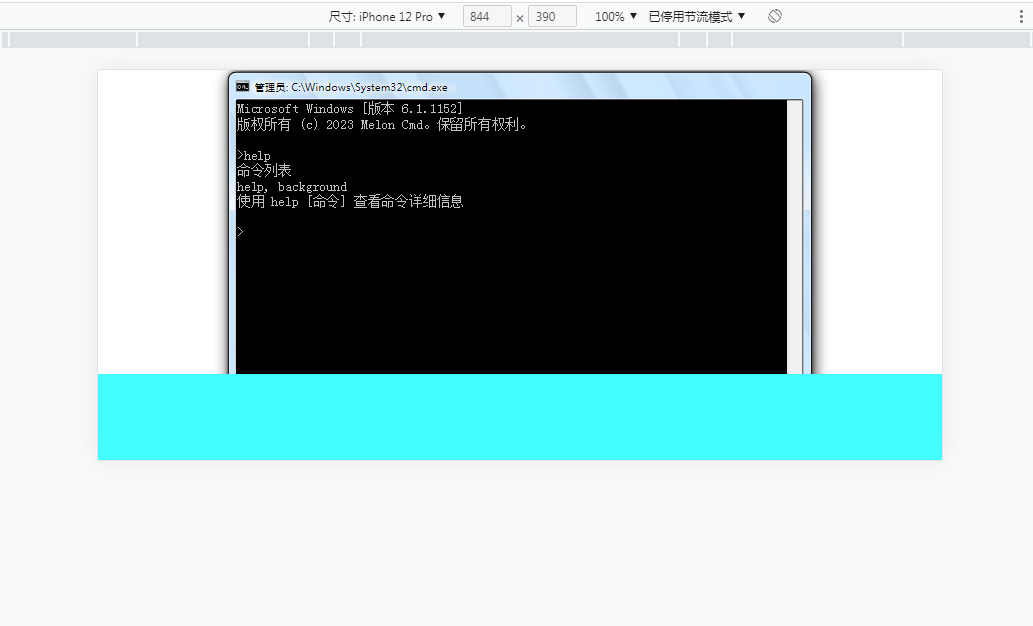 尺寸: iPhone 12 Pro ▼ 844 × 390 100% ▼ 已停用节流模式 ▼
管理员: C:\Windows\System32\cmd.exe
Microsoft Windows [版本 6.1.1152]
版权所有 (c) 2023 Melon Cmd。保留所有权利。
>help
命令列表
help, background
使用 help [命令] 查看命令详细信息
>